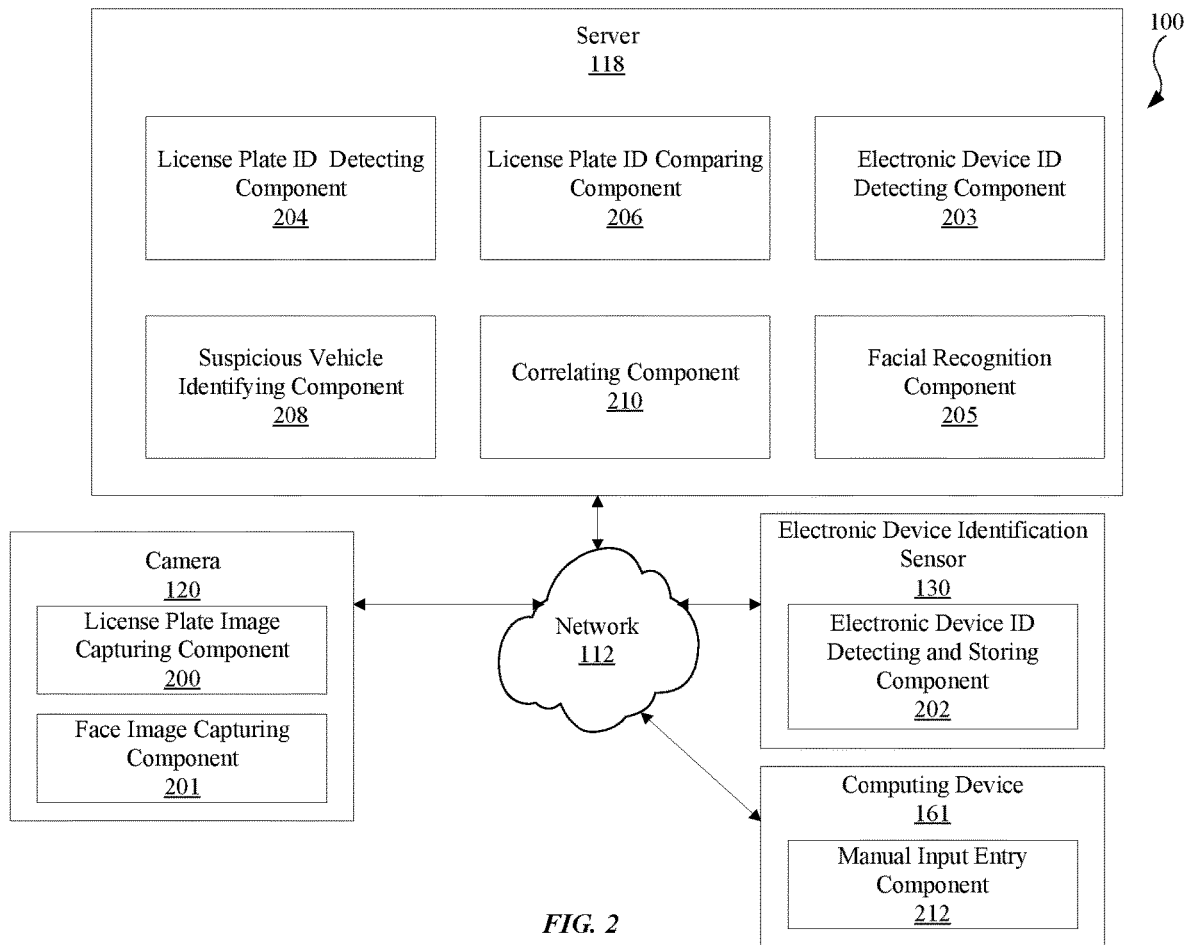 100
Server
118
License Plate ID Detecting
Component
204
License Plate ID Comparing
Component
206
Electronic Device ID
Detecting Component
203
Suspicious Vehicle
Identifying Component
208
Correlating Component
210
Facial Recognition
Component
205
Camera
120
License Plate Image
Capturing Component
200
Face Image Capturing
Component
201
Network
112
Electronic Device Identification
Sensor
130
Electronic Device ID
Detecting and Storing
Component
202
Computing Device
161
Manual Input Entry
Component
212
FIG. 2